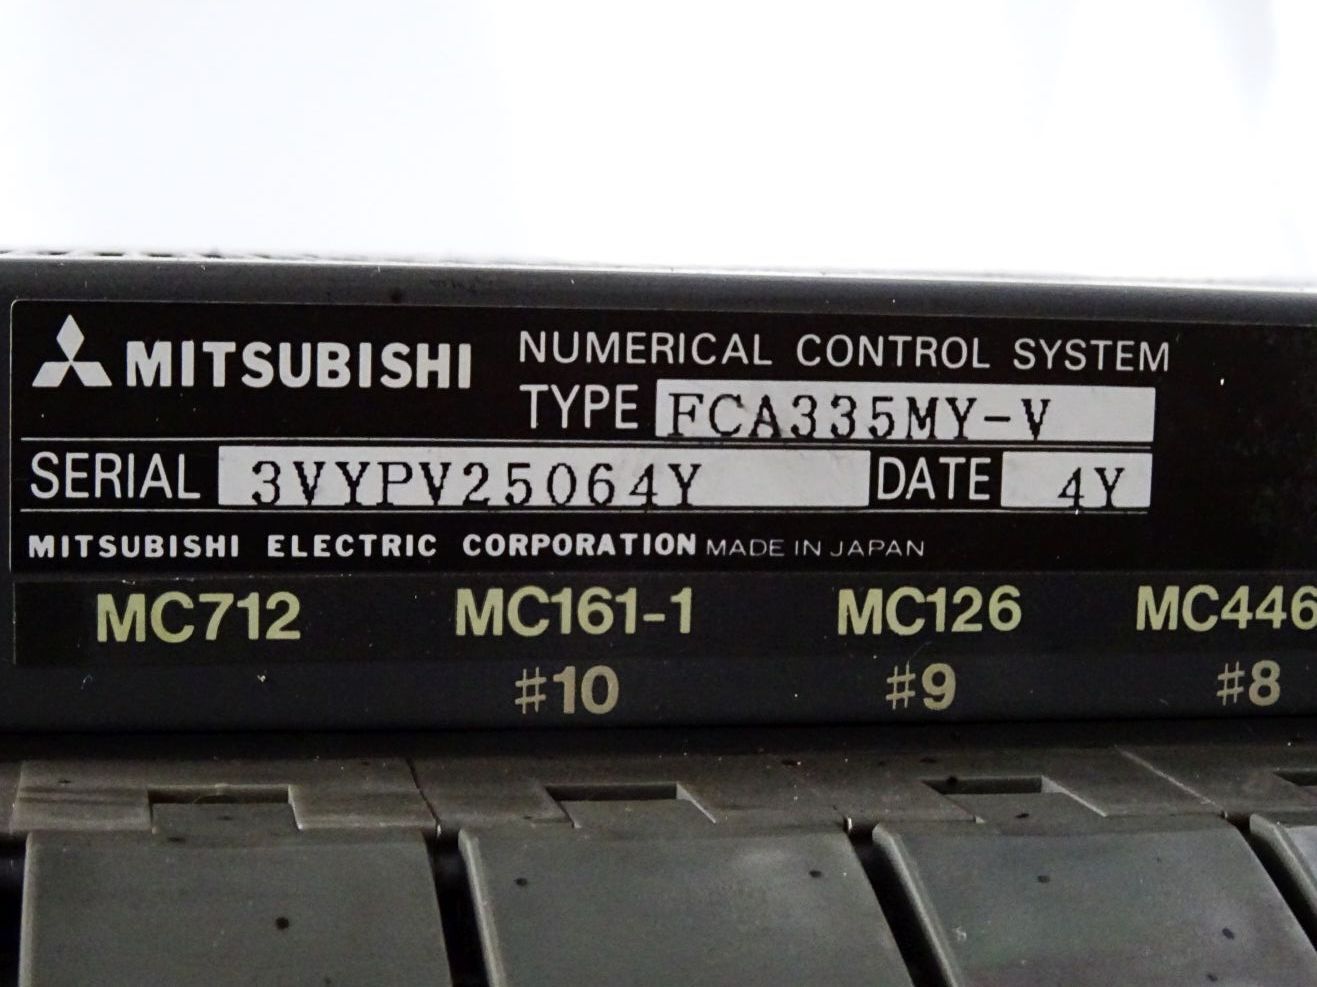 MITSUBISHI NUMERICAL CONTROL SYSTEM
TYPE FCA335MY-V
SERIAL 3VYPV25064Y DATE 4Y
MITSUBISHI ELECTRIC CORPORATION MADE IN JAPAN
MC712 MC161-1 MC126 MC446
#10 #9 #8